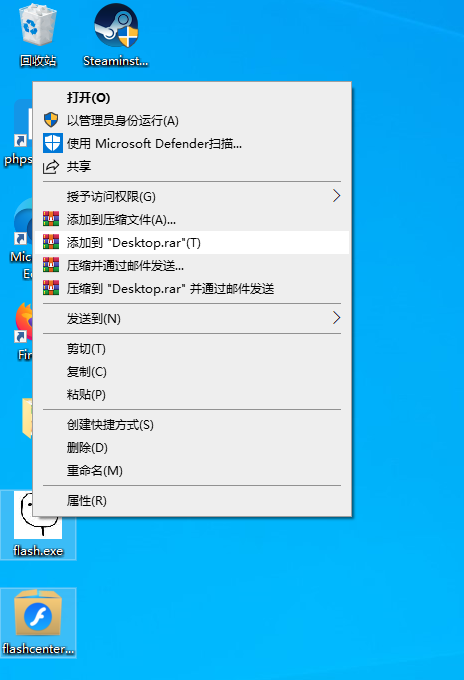 回收站
Steaminst...
phps
Mic
Ec
Fir
打开(O)
以管理员身份运行(A)
使用 Microsoft Defender扫描...
共享
授予访问权限(G)
添加到压缩文件(A)...
添加到 "Desktop.rar"(T)
压缩并通过邮件发送...
压缩到 "Desktop.rar" 并通过邮件发送
发送到(N)
剪切(T)
复制(C)
粘贴(P)
创建快捷方式(S)
删除(D)
重命名(M)
属性(R)
flash.exe
flashcenter...